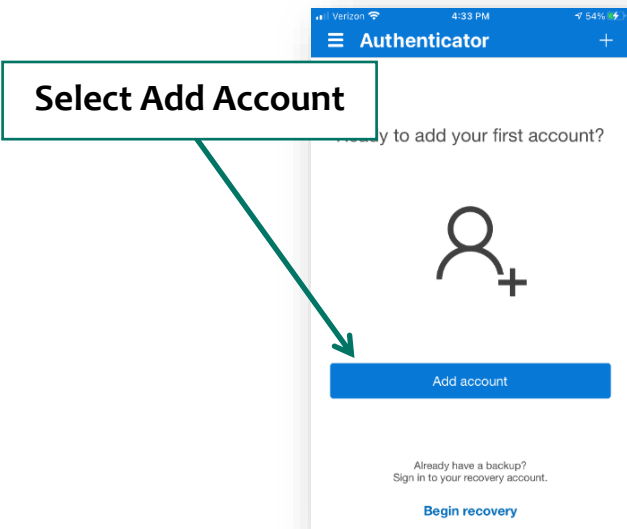 Verizon 4:33 PM 54%
Authenticator
Select Add Account
Ready to add your first account?
Add account
Already have a backup?
Sign in to your recovery account.
Begin recovery